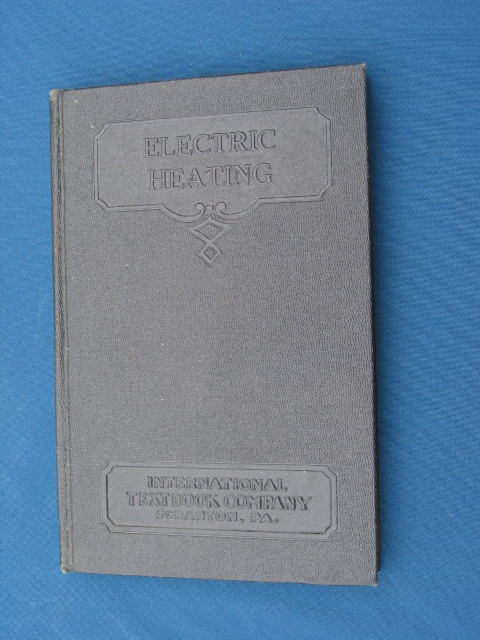 ELECTRIC
HEATING
INTERNATIONAL
TEXTBOOK COMPANY
SCRANTON, PA.